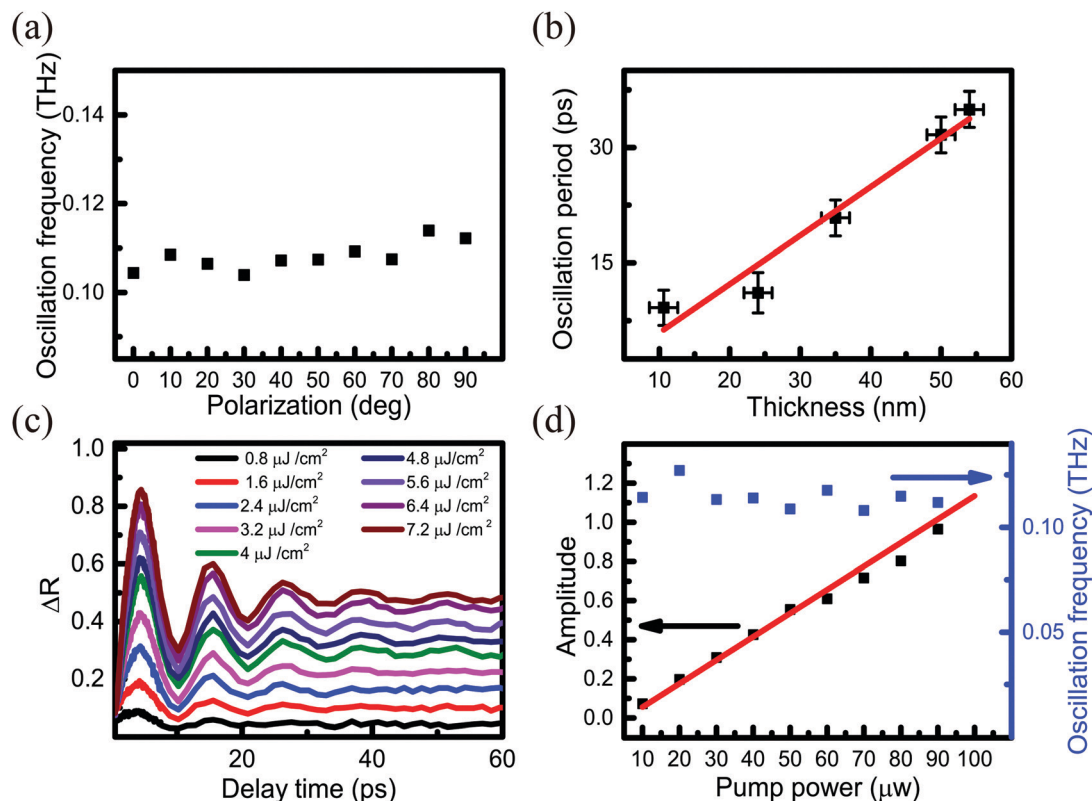 (a)
Oscillation frequency (THz)
0.14
0.12
0.10
0 10 20 30 40 50 60 70 80 90
Polarization (deg)
(b)
Oscillation period (ps)
30
15
10 20 30 40 50 60
Thickness (nm)
(c)
ΔR
1.0
0.8
0.6
0.4
0.2
0.8 μJ /cm²
1.6 μJ/cm²
2.4 μJ/cm²
3.2 μJ/cm²
4 μJ /cm²
4.8 μJ/cm²
5.6 μJ/cm²
6.4 μJ/cm²
7.2 μJ/cm²
20 40 60
Delay time (ps)
(d)
Amplitude
1.2
1.0
0.8
0.6
0.4
0.2
0.0
10 20 30 40 50 60 70 80 90 100
Pump power (μw)
0.10
0.05
Oscillation frequency (THz)